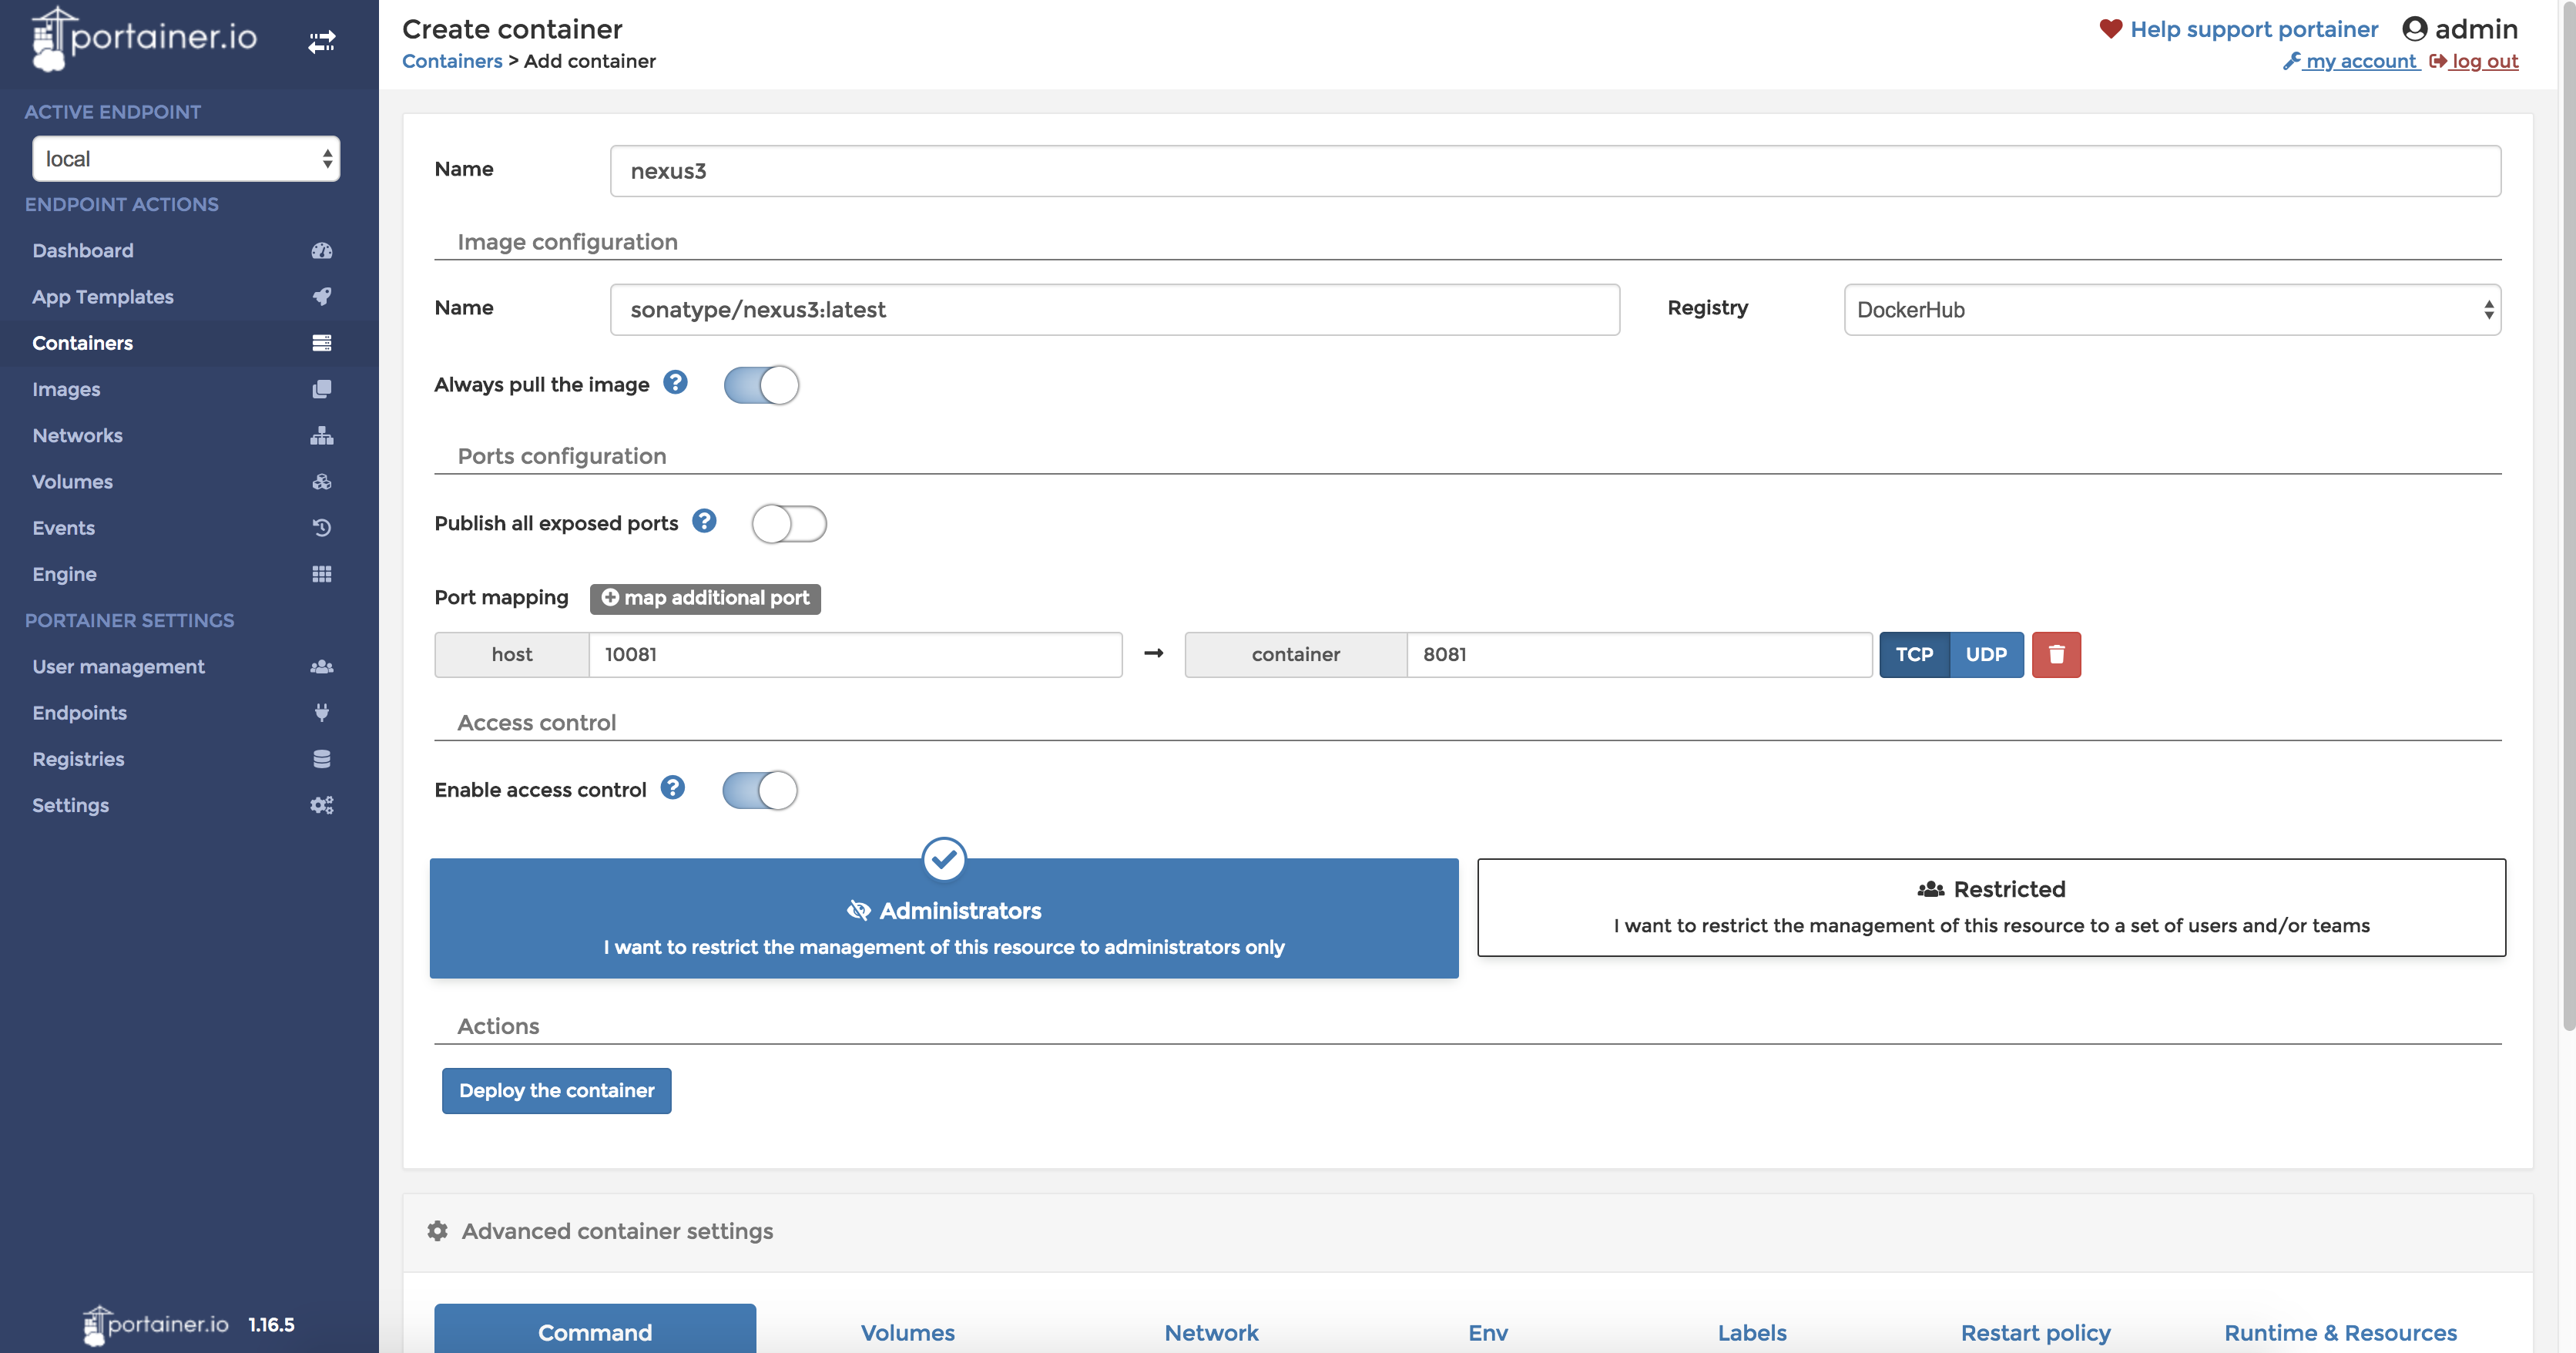 portainer.io
Create container
Help support portainer admin
Containers > Add container
my account log out
ACTIVE ENDPOINT
local
ENDPOINT ACTIONS
Dashboard
App Templates
Containers
Images
Networks
Volumes
Events
Engine
PORTAINER SETTINGS
User management
Endpoints
Registries
Settings
portainer.io 1.16.5
Name nexus3
Image configuration
Name sonatype/nexus3:latest Registry DockerHub
Always pull the image ?
Ports configuration
Publish all exposed ports ?
Port mapping map additional port
host 10081 → container 8081 TCP UDP
Access control
Enable access control ?
Administrators
I want to restrict the management of this resource to administrators only
Restricted
I want to restrict the management of this resource to a set of users and/or teams
Actions
Deploy the container
Advanced container settings
Command Volumes Network Env Labels Restart policy Runtime & Resources